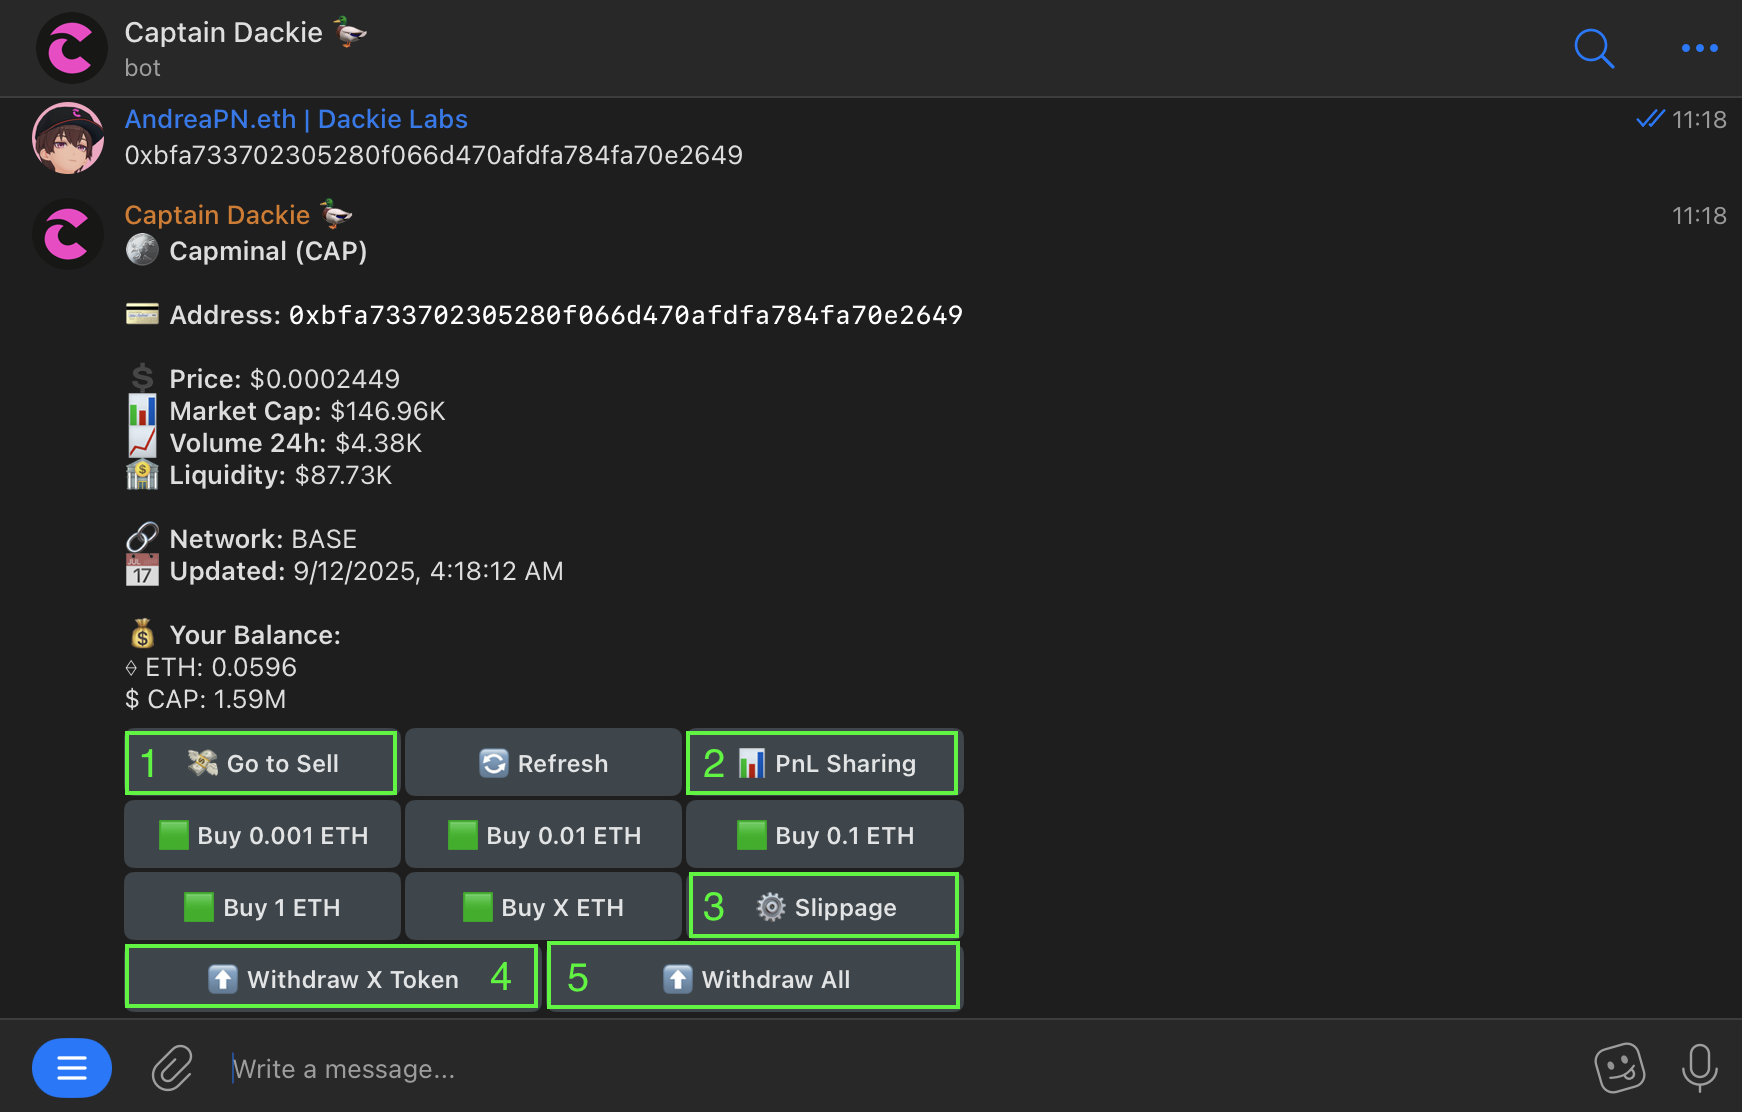 Captain Dackie 🦆
bot
AndreaPN.eth | Dackie Labs
11:18
0xbfa733702305280f066d470afdfa784fa70e2649
Captain Dackie 🦆
11:18
Capminal (CAP)
Address: 0xbfa733702305280f066d470afdfa784fa70e2649
Price: $0.0002449
Market Cap: $146.96K
Volume 24h: $4.38K
Liquidity: $87.73K
Network: BASE
Updated: 9/12/2025, 4:18:12 AM
Your Balance:
ETH: 0.0596
$ CAP: 1.59M
1 Go to Sell
Refresh
2 PnL Sharing
Buy 0.001 ETH
Buy 0.01 ETH
Buy 0.1 ETH
Buy 1 ETH
Buy X ETH
3 Slippage
Withdraw X Token 4
5 Withdraw All
Write a message...